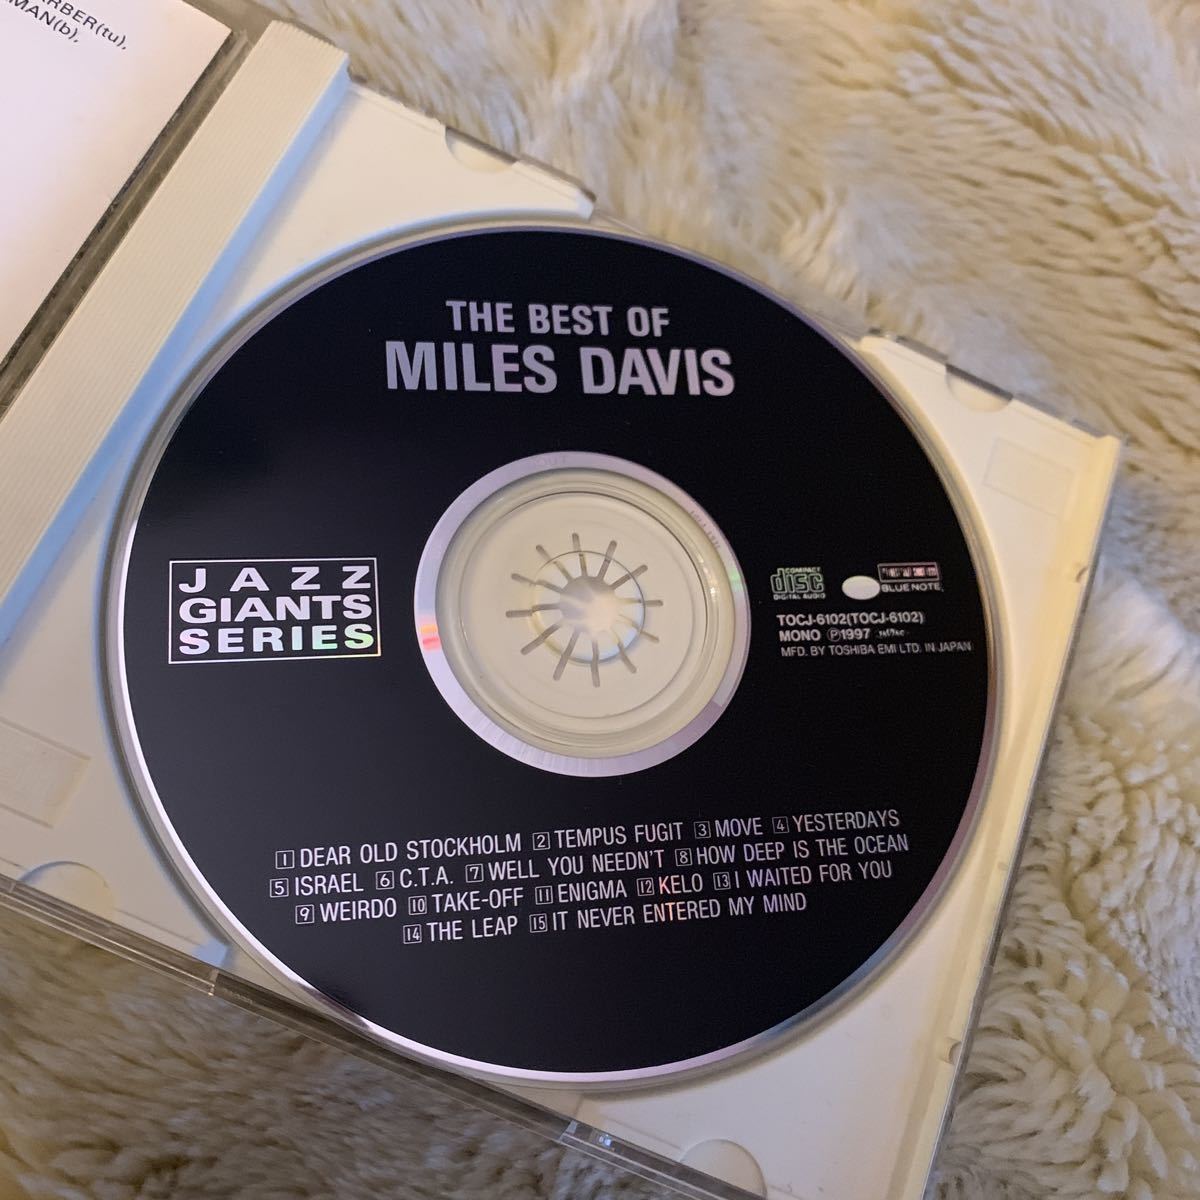 ARBER(tu),
MAN(b),
THE BEST OF
MILES DAVIS
JAZZ
GIANTS
SERIES
COMPACT
disc
DIGITAL AUDIO
BLUE NOTE
TOCJ-6102(TOCJ-6102)
MONO Ⓟ1997
MFD. BY TOSHIBA EMI LTD. IN JAPAN
1 DEAR OLD STOCKHOLM 2 TEMPUS FUGIT 3 MOVE 4 YESTERDAYS
5 ISRAEL 6 C.T.A. 7 WELL YOU NEEDN'T 8 HOW DEEP IS THE OCEAN
9 WEIRDO 10 TAKE-OFF 11 ENIGMA 12 KELO 13 I WAITED FOR YOU
14 THE LEAP 15 IT NEVER ENTERED MY MIND